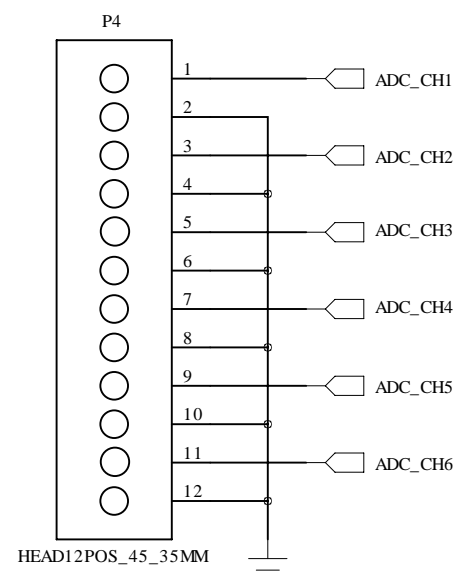 P4
1
ADC_CH1
2
3
ADC_CH2
4
5
ADC_CH3
6
7
ADC_CH4
8
9
ADC_CH5
10
11
ADC_CH6
12
HEAD12POS_45_35MM